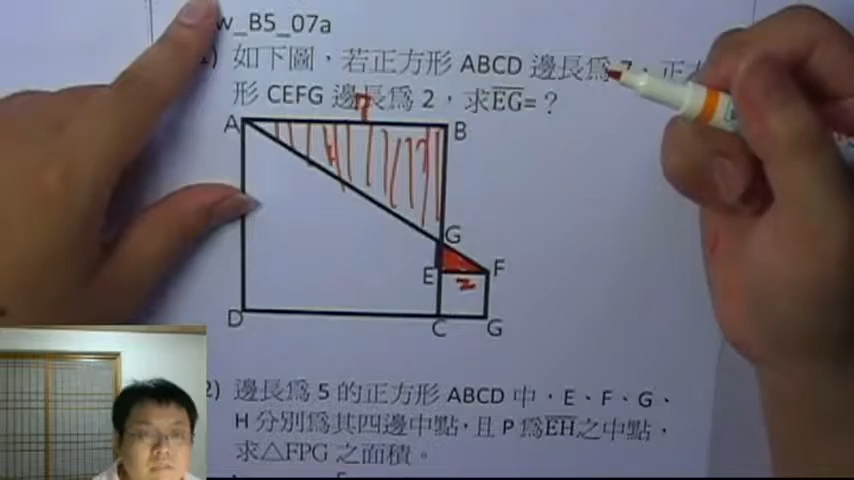 w_B5_07a
) 如下圖，若正方形 ABCD 邊長為 7，正
形 CEFG 邊長為 2，求EG=？
7
A
B
G
E
F
2
D
C
G
2) 邊長為 5 的正方形 ABCD 中，E、F、G、
H 分別為其四邊中點，且 P 為EH之中點，
求△FPG 之面積。